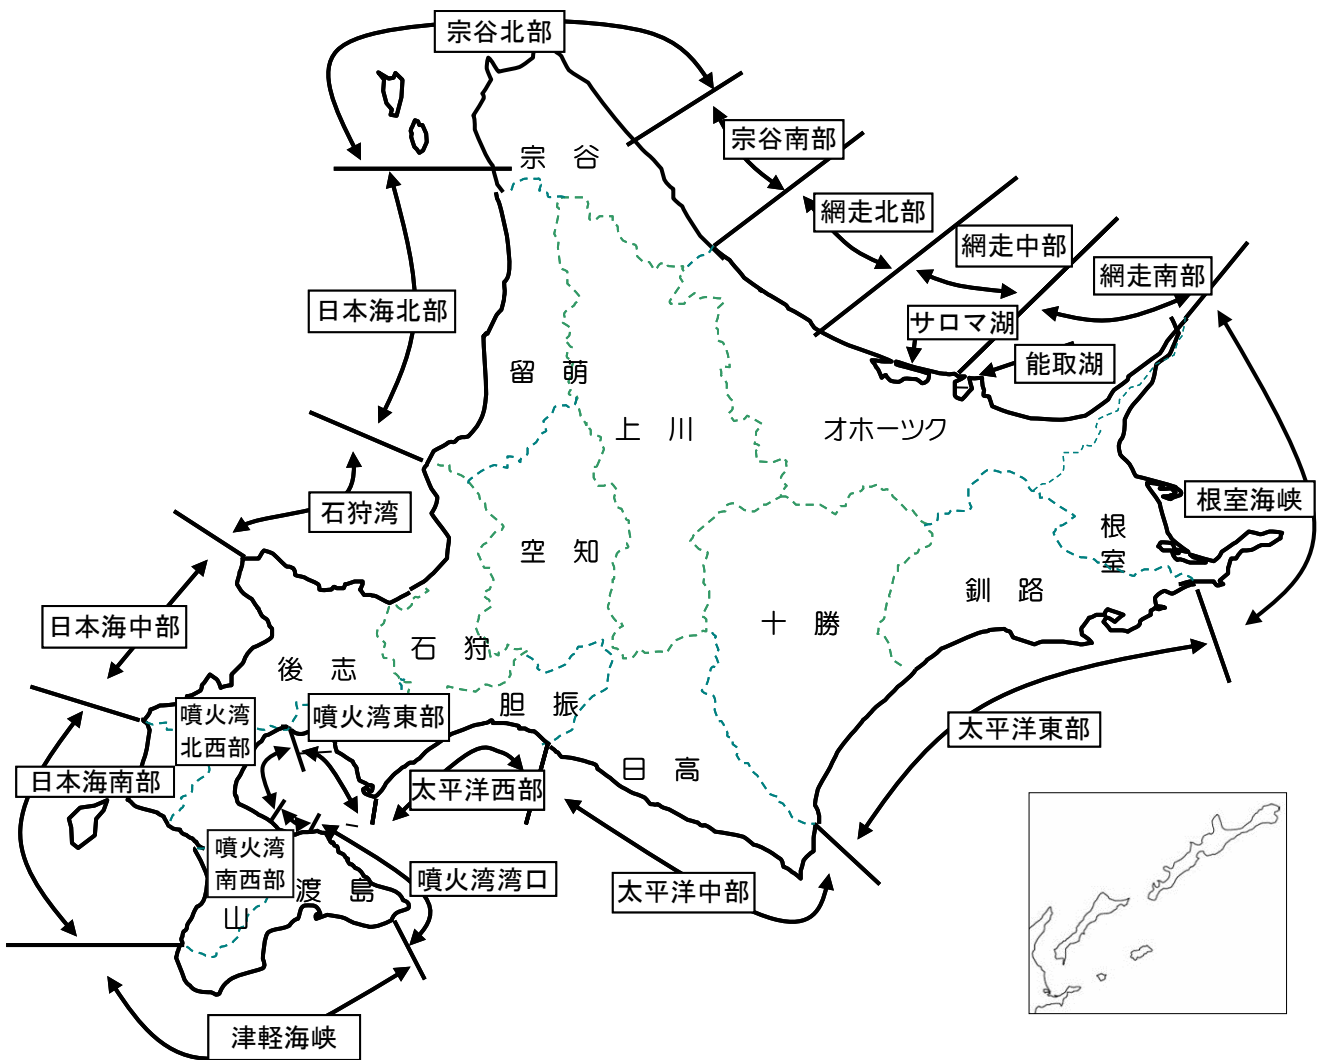 宗谷北部
宗谷南部
宗　谷
網走北部
網走中部
網走南部
日本海北部
サロマ湖
能取湖
留　萌
上　川
オホーツク
石狩湾
根室海峡
空　知
根
室
釧　路
十　勝
日本海中部
石　狩
後　志
胆　振
噴火湾
北西部
噴火湾東部
太平洋東部
日　高
日本海南部
太平洋西部
噴火湾
南西部
噴火湾湾口
太平洋中部
渡　島
山
津軽海峡